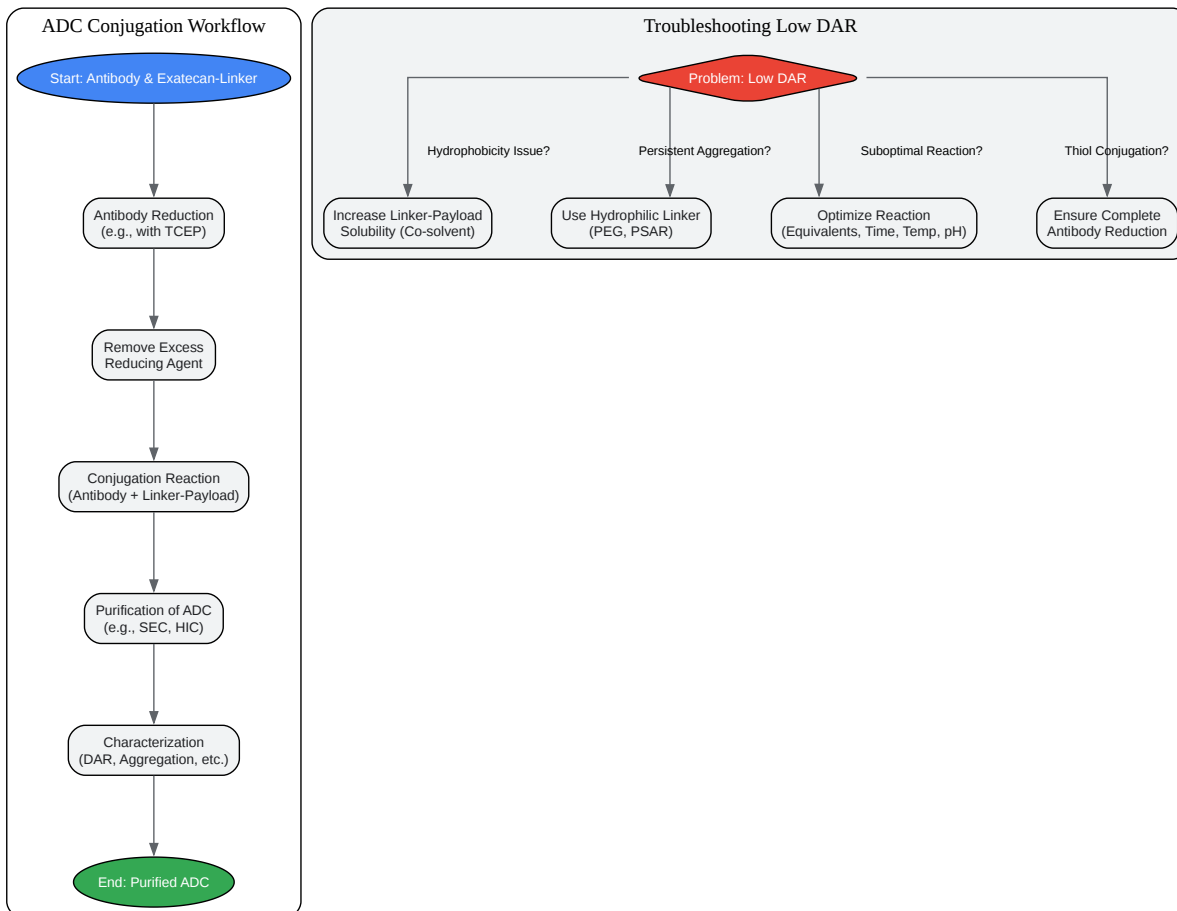 ADC Conjugation Workflow
Start: Antibody & Exatecan-Linker
Antibody Reduction
(e.g., with TCEP)
Remove Excess
Reducing Agent
Conjugation Reaction
(Antibody + Linker-Payload)
Purification of ADC
(e.g., SEC, HIC)
Characterization
(DAR, Aggregation, etc.)
End: Purified ADC
Troubleshooting Low DAR
Problem: Low DAR
Hydrophobicity Issue?
Persistent Aggregation?
Suboptimal Reaction?
Thiol Conjugation?
Increase Linker-Payload
Solubility (Co-solvent)
Use Hydrophilic Linker
(PEG, PSAR)
Optimize Reaction
(Equivalents, Time, Temp, pH)
Ensure Complete
Antibody Reduction